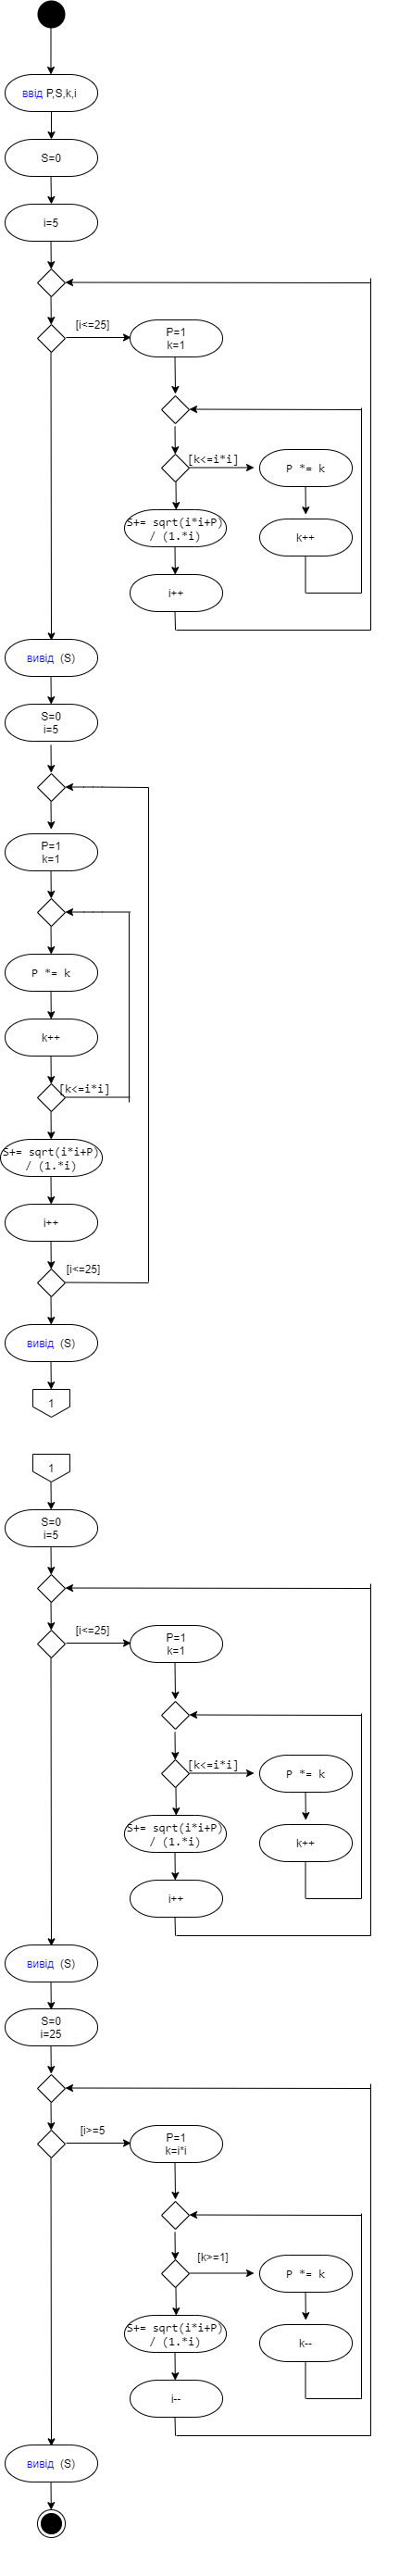 ввід P,S,k,i
S=0
i=5
[i<=25]
P=1
k=1
[k<=i*i]
P *= k
S+= sqrt(i*i+P)
/ (1.*i)
k++
i++
вивід (S)
S=0
i=5
P=1
k=1
P *= k
k++
[k<=i*i]
S+= sqrt(i*i+P)
/ (1.*i)
i++
[i<=25]
вивід (S)
1
1
S=0
i=5
[i<=25]
P=1
k=1
[k<=i*i]
P *= k
S+= sqrt(i*i+P)
/ (1.*i)
k++
i++
вивід (S)
S=0
i=25
[i>=5
P=1
k=i*i
[k>=1]
P *= k
S+= sqrt(i*i+P)
/ (1.*i)
k--
i--
вивід (S)